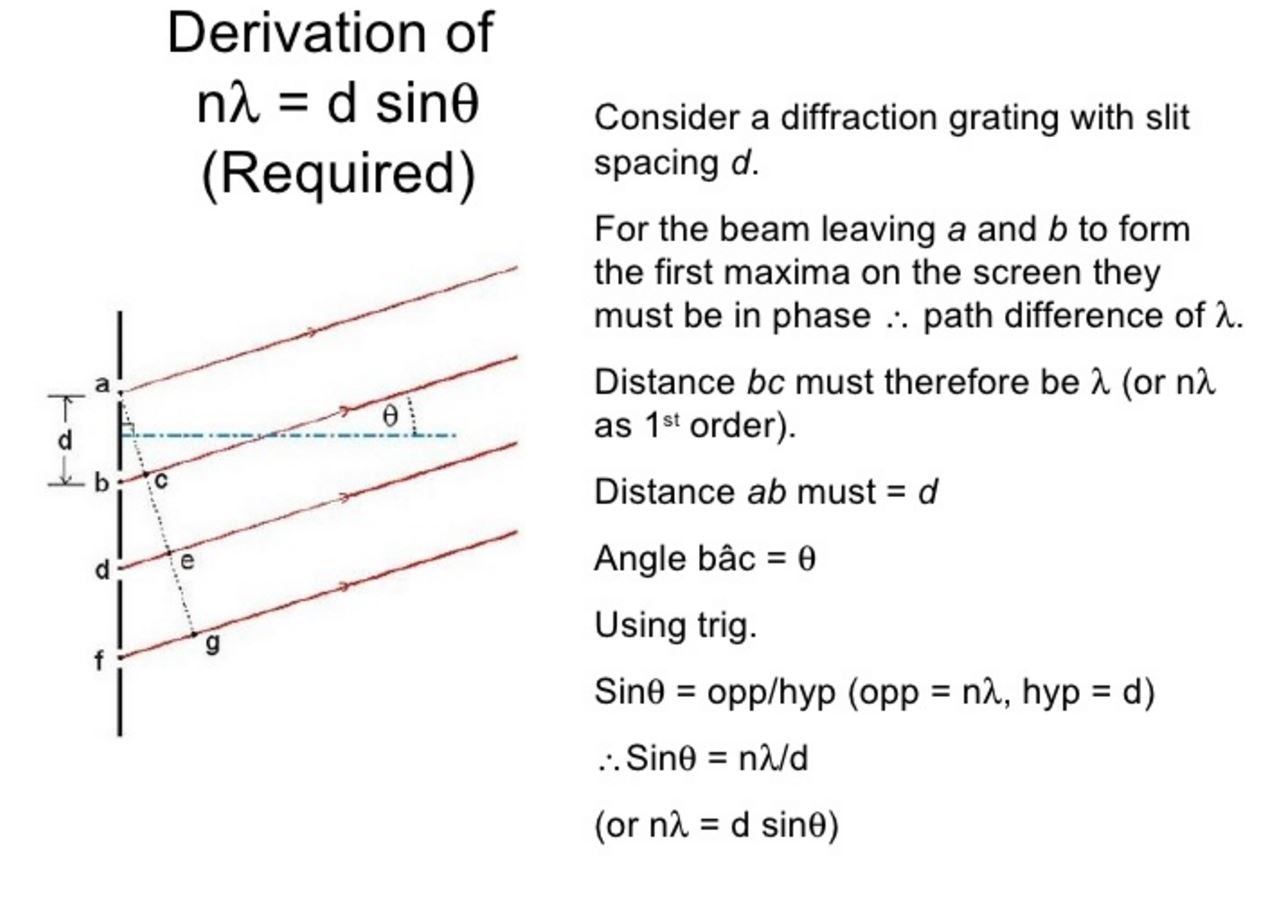 Derivation of
nλ = d sinθ
(Required)
Consider a diffraction grating with slit
spacing d.
For the beam leaving a and b to form
the first maxima on the screen they
must be in phase ∴ path difference of λ.
Distance bc must therefore be λ (or nλ
as 1st order).
Distance ab must = d
Angle bâc = θ
Using trig.
Sinθ = opp/hyp (opp = nλ, hyp = d)
∴Sinθ = nλ/d
(or nλ = d sinθ)
a
θ
d
b
c
d
e
f
g